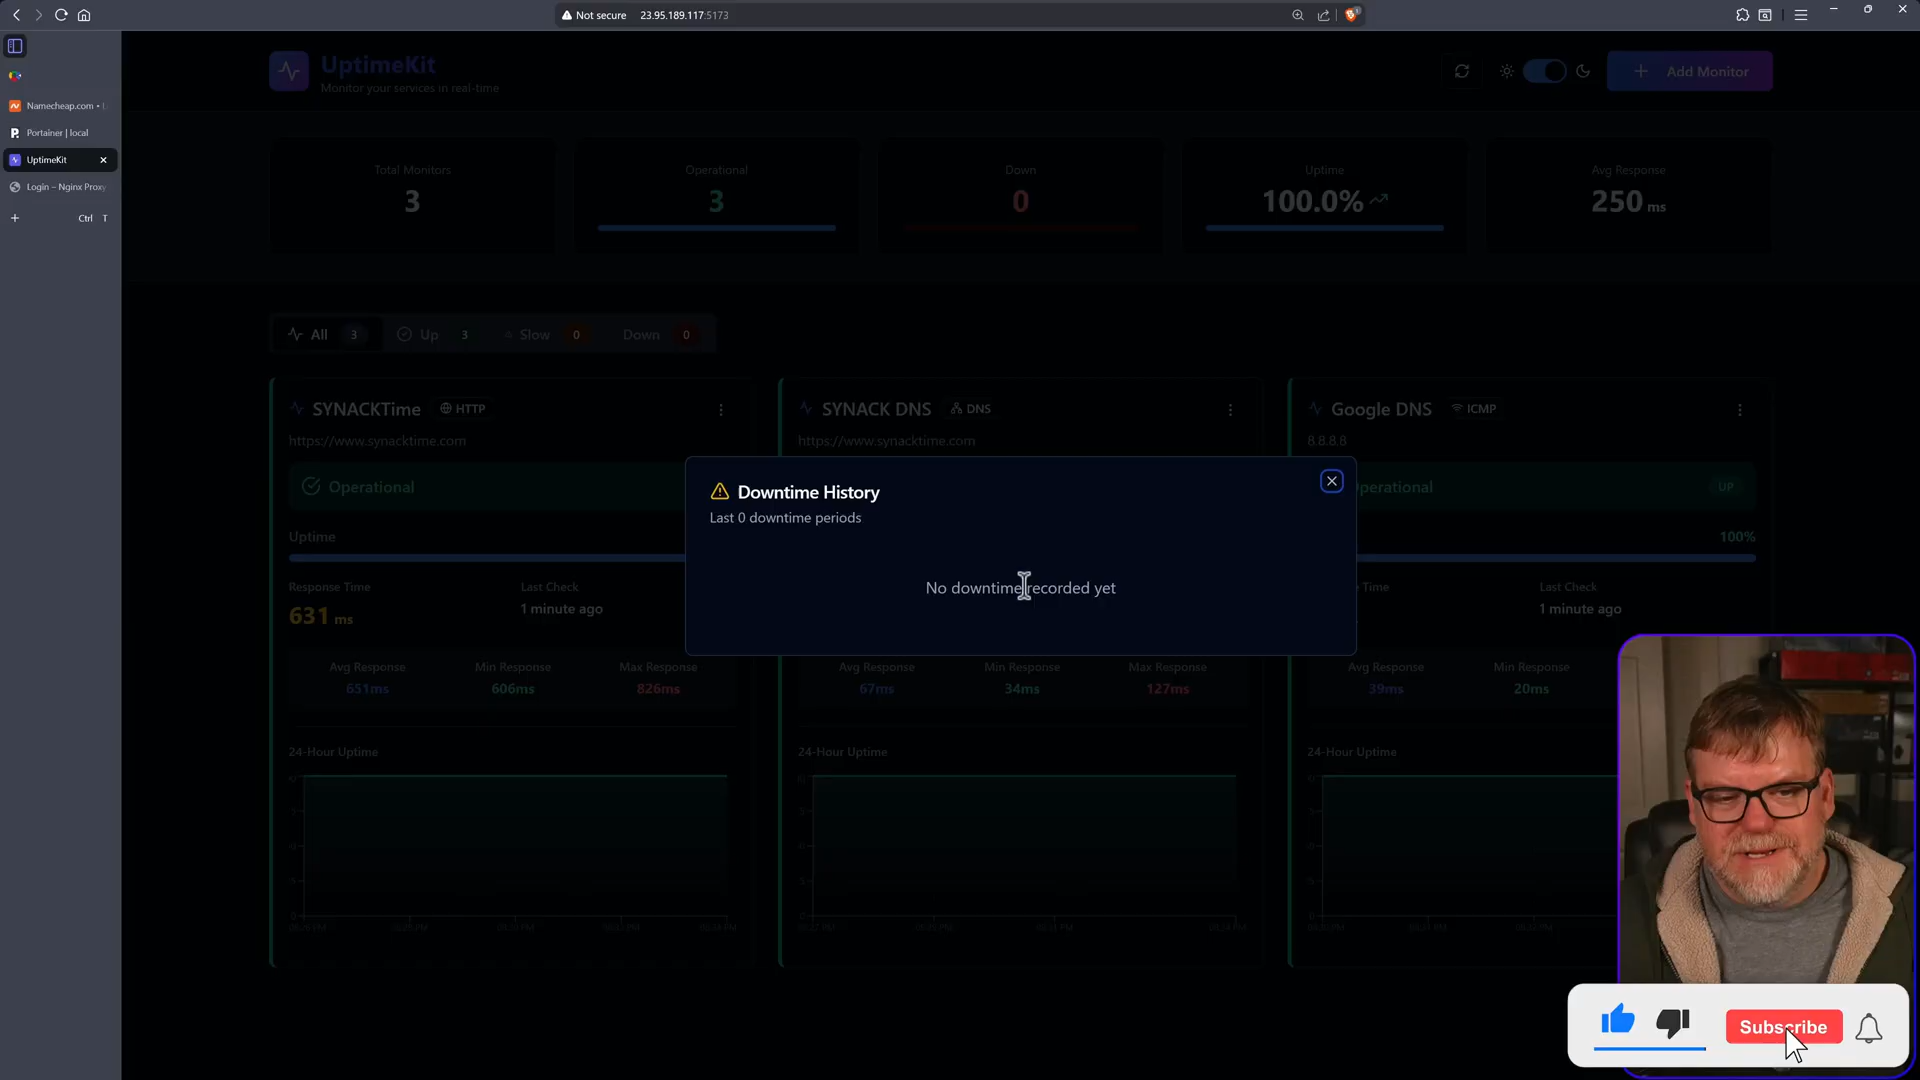 Not secure 23.95.189.117:5173
Namecheap.com •
Portainer | local
UptimeKit
Login – Nginx Proxy
Ctrl T
UptimeKit
Monitor your services in real-time
Add Monitor
Total Monitors
3
Operational
3
Down
0
Uptime
100.0%
Avg Response
250 ms
All 3
Up 3
Slow 0
Down 0
SYNACKTime HTTP
https://www.synacktime.com
Operational
Uptime
Response Time
631 ms
Last Check
1 minute ago
Avg Response
651ms
Min Response
606ms
Max Response
826ms
24-Hour Uptime
SYNACK DNS DNS
https://www.synacktime.com
Avg Response
67ms
Min Response
34ms
Max Response
127ms
24-Hour Uptime
Google DNS ICMP
8.8.8.8
perational UP
100%
Time
Last Check
1 minute ago
Avg Response
39ms
Min Response
20ms
24-Hour Uptime
Downtime History
Last 0 downtime periods
No downtime recorded yet
Subscribe